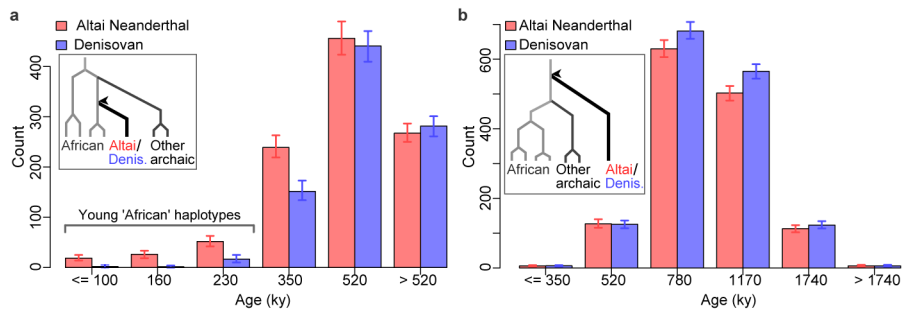 a
Altai Neanderthal
Denisovan
African
Altai/
Denis.
Other
archaic
Young 'African' haplotypes
Count
0
100
200
300
400
<= 100
160
230
350
520
> 520
Age (ky)
b
Altai Neanderthal
Denisovan
African
Other
archaic
Altai/
Denis.
Count
0
200
400
600
<= 350
520
780
1170
1740
> 1740
Age (ky)